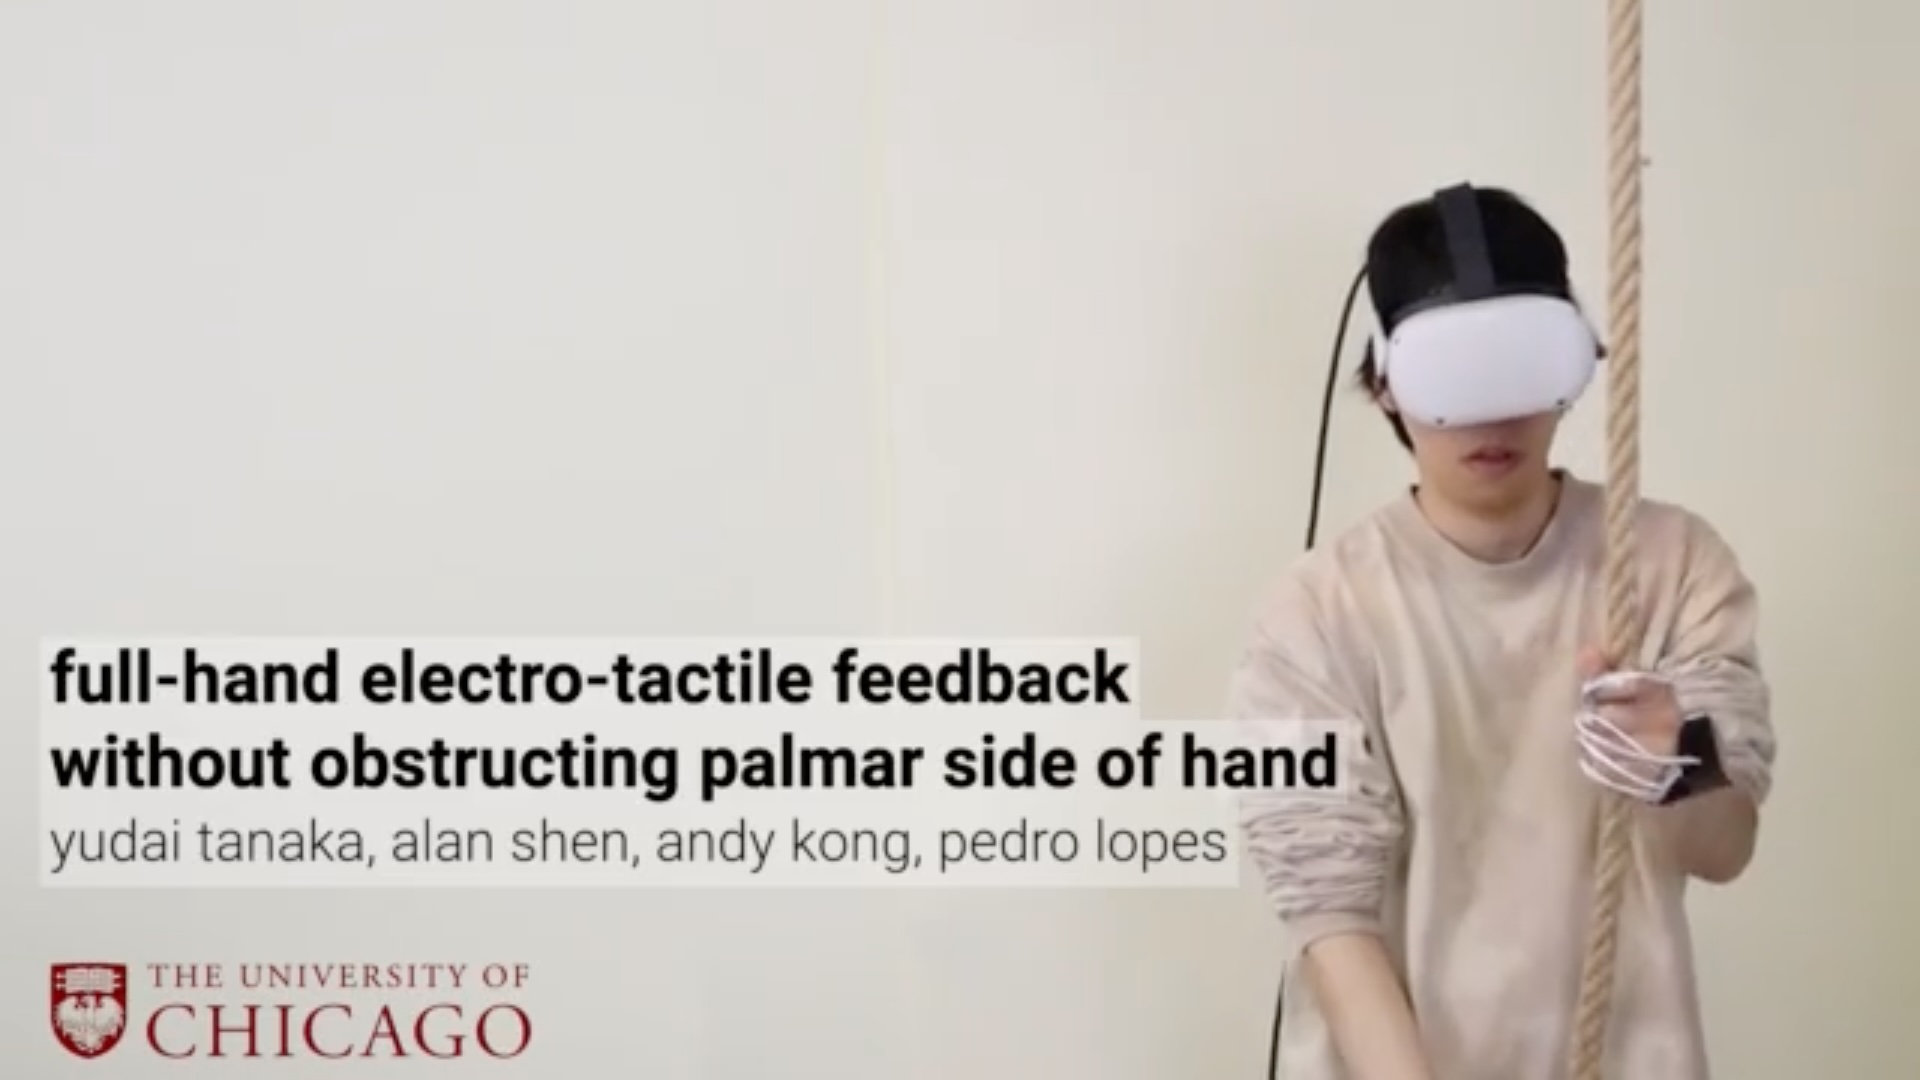 full-hand electro-tactile feedback
without obstructing palmar side of hand
yudai tanaka, alan shen, andy kong, pedro lopes
THE UNIVERSITY OF
CHICAGO